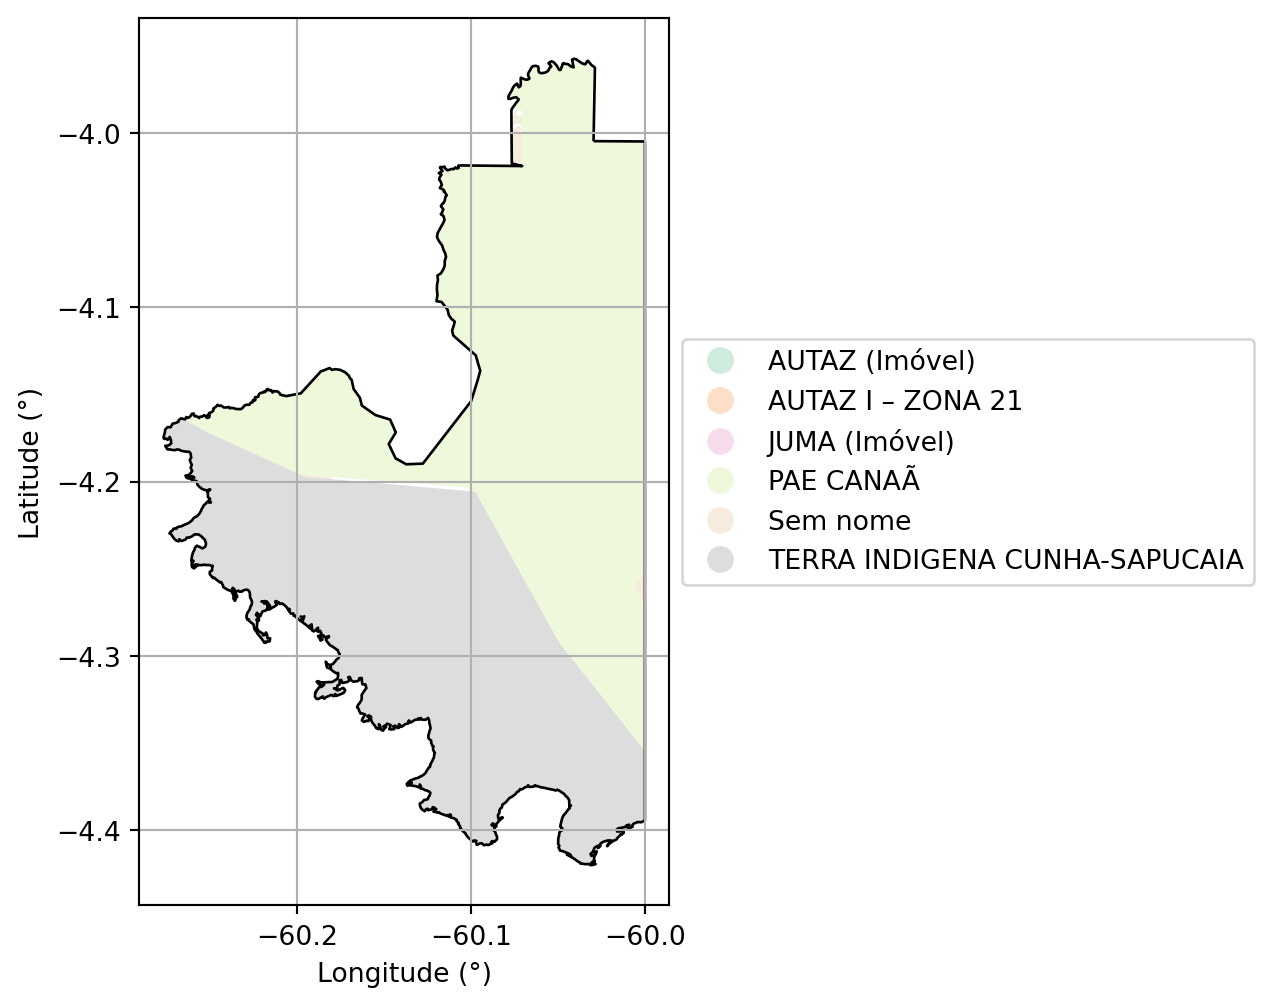 −4.0
−4.1
−4.2
−4.3
−4.4
Latitude (°)
−60.2
−60.1
−60.0
Longitude (°)
AUTAZ (Imóvel)
AUTAZ I – ZONA 21
JUMA (Imóvel)
PAE CANAÃ
Sem nome
TERRA INDIGENA CUNHA-SAPUCAIA